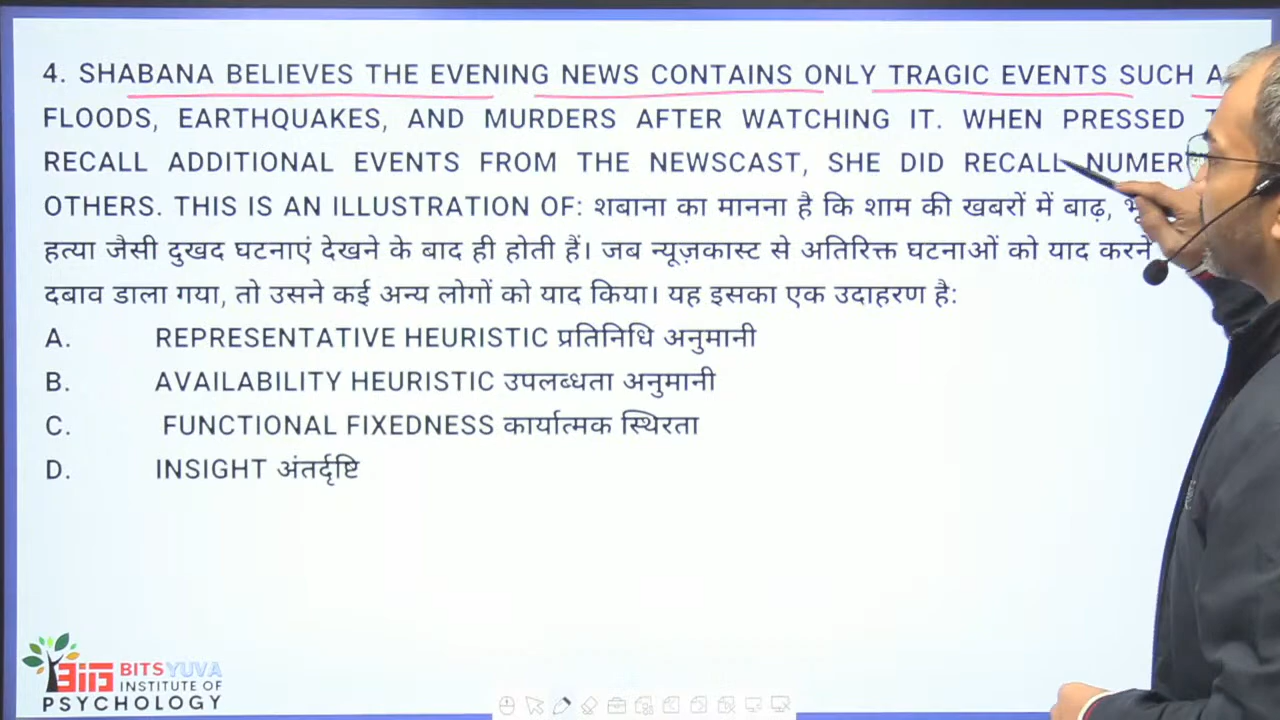 4. SHABANA BELIEVES THE EVENING NEWS CONTAINS ONLY TRAGIC EVENTS SUCH
FLOODS, EARTHQUAKES, AND MURDERS AFTER WATCHING IT. WHEN PRESSED
RECALL ADDITIONAL EVENTS FROM THE NEWSCAST, SHE DID RECALL
OTHERS. THIS IS AN ILLUSTRATION OF: शबाना का मानना है कि शाम की खबरों में बाढ़,
हत्या जैसी दुखद घटनाएं देखने के बाद ही होती हैं। जब न्यूज़कास्ट से अतिरिक्त घटनाओं को याद करने
दबाव डाला गया, तो उसने कई अन्य लोगों को याद किया। यह इसका एक उदाहरण है:
A. REPRESENTATIVE HEURISTIC प्रतिनिधि अनुमानी
B. AVAILABILITY HEURISTIC उपलब्धता अनुमानी
C. FUNCTIONAL FIXEDNESS कार्यात्मक स्थिरता
D. INSIGHT अंतर्दृष्टि
BITS YUVA
INSTITUTE OF
PSYCHOLOGY